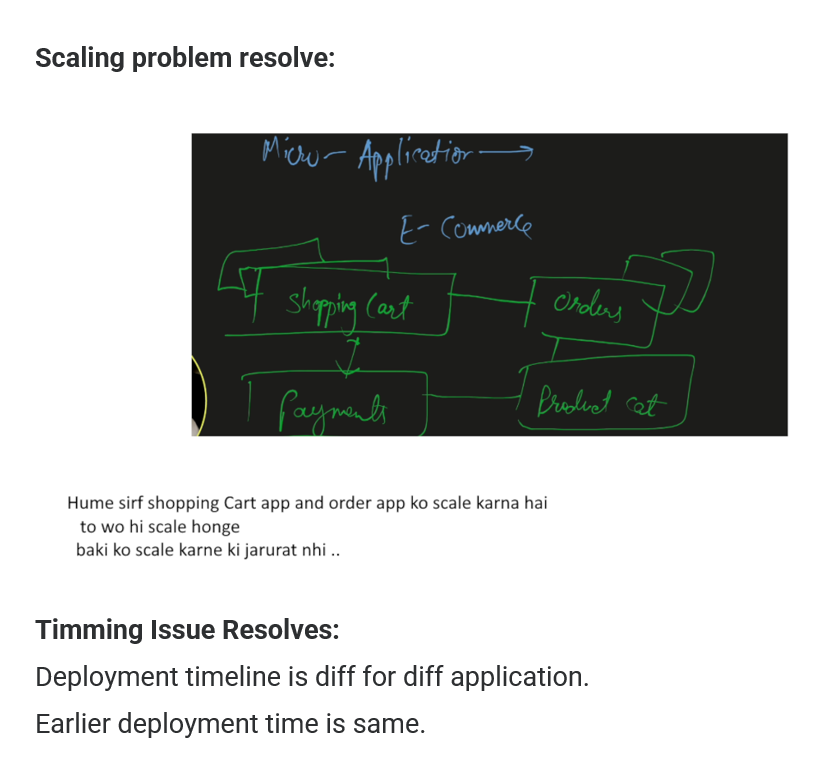 Scaling problem resolve:
Micro - Application
E - Commerce
Shopping Cart
Orders
Payments
Product cat
Hume sirf shopping Cart app and order app ko scale karna hai
to wo hi scale honge
baki ko scale karne ki jarurat nhi ..
Timming Issue Resolves:
Deployment timeline is diff for diff application.
Earlier deployment time is same.